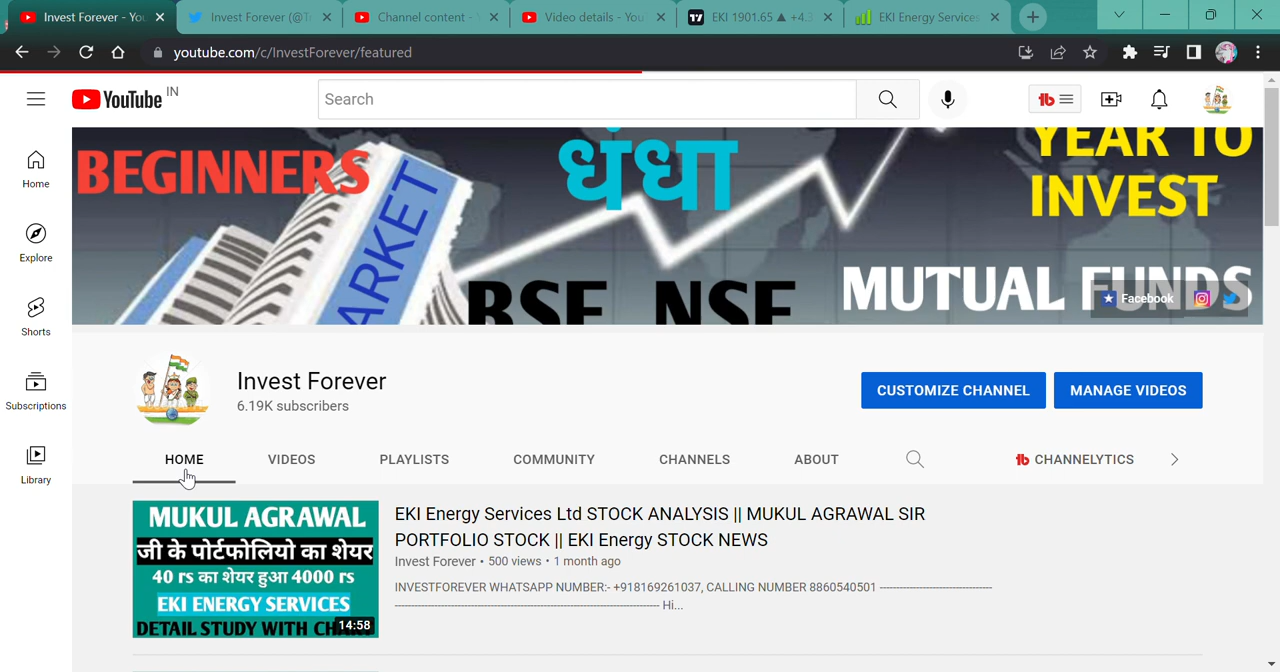 Invest Forever - You
Invest Forever (@T
Channel content - Y
Video details - You
EKI 1901.65 ▲ +4.3
EKI Energy Services
youtube.com/c/InvestForever/featured
YouTube IN
Search
BEGINNERS
MARKET
धंधा
BSE NSE
YEAR TO
INVEST
MUTUAL FUNDS
Facebook
Home
Explore
Shorts
Subscriptions
Library
Invest Forever
6.19K subscribers
CUSTOMIZE CHANNEL
MANAGE VIDEOS
HOME
VIDEOS
PLAYLISTS
COMMUNITY
CHANNELS
ABOUT
CHANNELYTICS
MUKUL AGRAWAL
जी के पोर्टफोलियो का शेयर
40 rs का शेयर हुआ 4000 rs
EKI ENERGY SERVICES
DETAIL STUDY WITH CH
14:58
EKI Energy Services Ltd STOCK ANALYSIS || MUKUL AGRAWAL SIR
PORTFOLIO STOCK || EKI Energy STOCK NEWS
Invest Forever • 500 views • 1 month ago
INVESTFOREVER WHATSAPP NUMBER:- +918169261037, CALLING NUMBER 8860540501 ----------------------------
------------------------------------------------------------------ Hi...